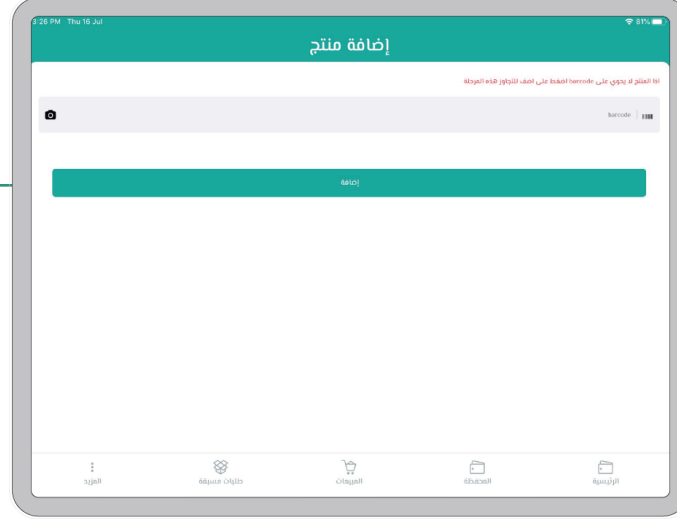 3:26 PM Thu 16 Jul
81%
إضافة منتج
اذا المنتج لا يحوي على barcode اضغط على اضف لتتجاوز هذه المرحلة
barcode
إضافة
الرئيسية
المحفظة
المبيعات
طلبات مسبقة
المزيد